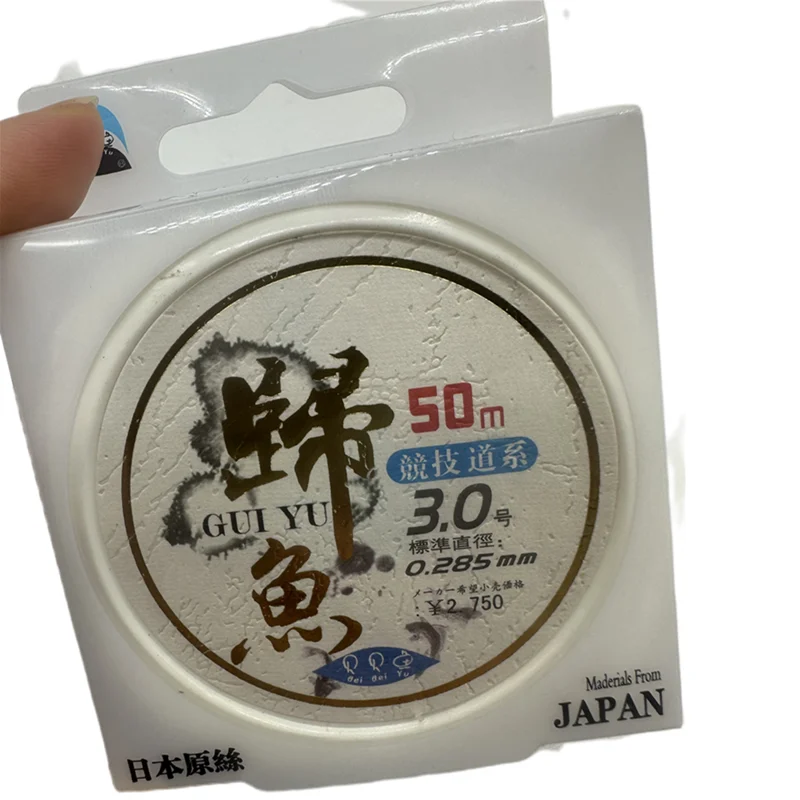 歸魚
GUI YU
50m
競技道系
3.0号
標準直徑:
0.285mm
メーカー希望小売価格
:¥2.750
Bei Bei Yu
日本原絲
Maderials From
JAPAN